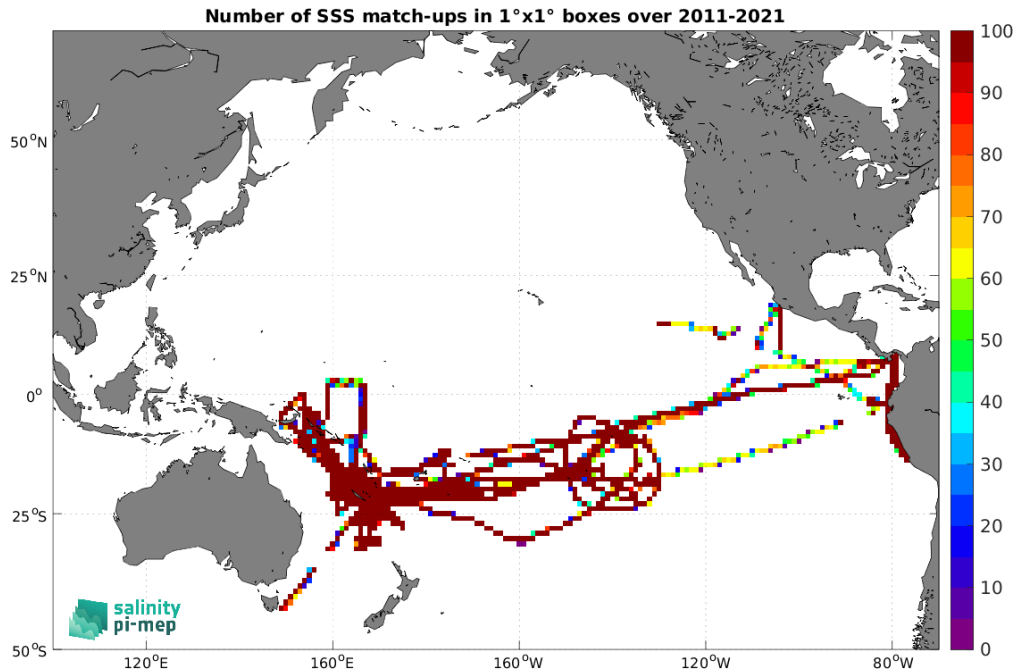 Number of SSS match-ups in 1°x1° boxes over 2011-2021
50°N
25°N
0°
25°S
50°S
120°E
160°E
160°W
120°W
80°W
100
90
80
70
60
50
40
30
20
10
0
salinity
pi-mep